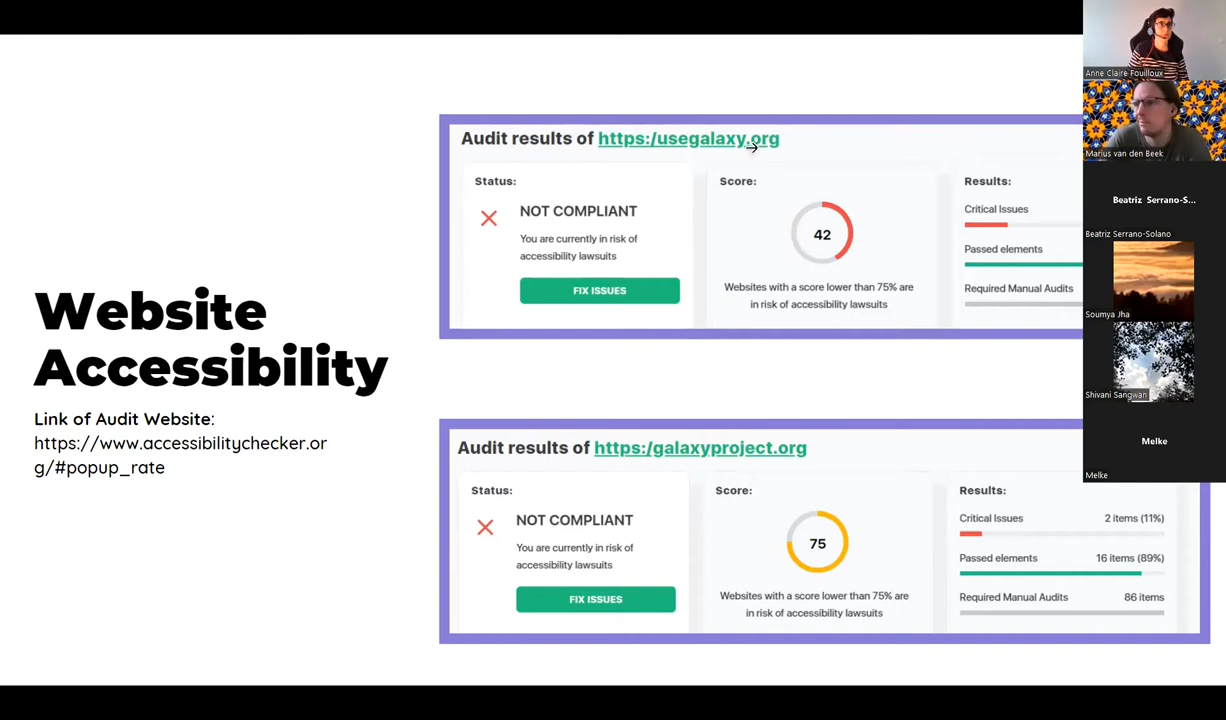 Website
Accessibility
Link of Audit Website:
https://www.accessibilitychecker.or
g/#popup_rate
Audit results of https:/usegalaxy.org
Status:
NOT COMPLIANT
You are currently in risk of
accessibility lawsuits
FIX ISSUES
Score:
42
Websites with a score lower than 75% are
in risk of accessibility lawsuits
Results:
Critical Issues
Passed elements
Required Manual Audits
Audit results of https:/galaxyproject.org
Status:
NOT COMPLIANT
You are currently in risk of
accessibility lawsuits
FIX ISSUES
Score:
75
Websites with a score lower than 75% are
in risk of accessibility lawsuits
Results:
Critical Issues 2 items (11%)
Passed elements 16 items (89%)
Required Manual Audits 86 items
Anne Claire Fouilloux
Marius van den Beek
Beatriz Serrano-S...
Beatriz Serrano-Solano
Soumya Jha
Shivani Sangwan
Melke
Melke